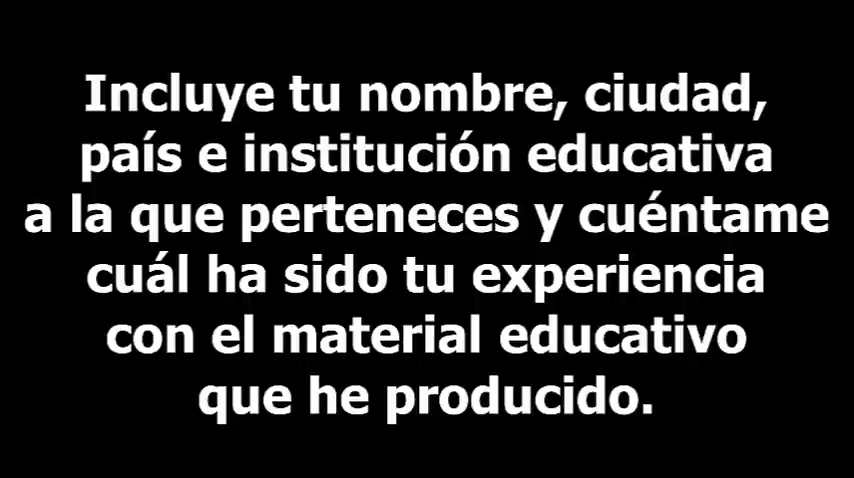 Incluye tu nombre, ciudad,
país e institución educativa
a la que perteneces y cuéntame
cuál ha sido tu experiencia
con el material educativo
que he producido.